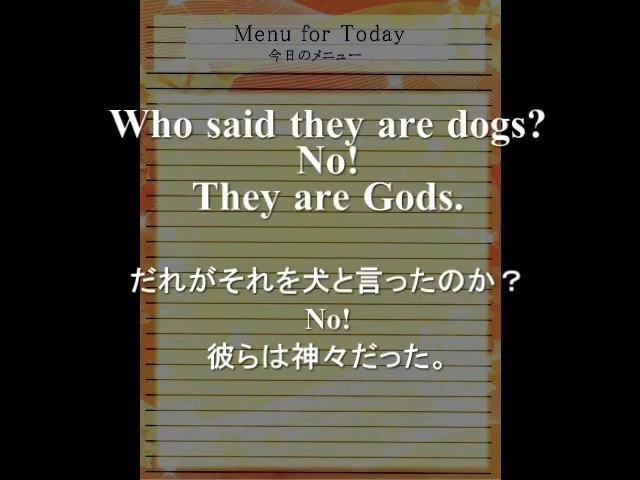 Menu for Today
今日のメニュー
Who said they are dogs?
No!
They are Gods.
だれがそれを犬と言ったのか？
No!
彼らは神々だった。